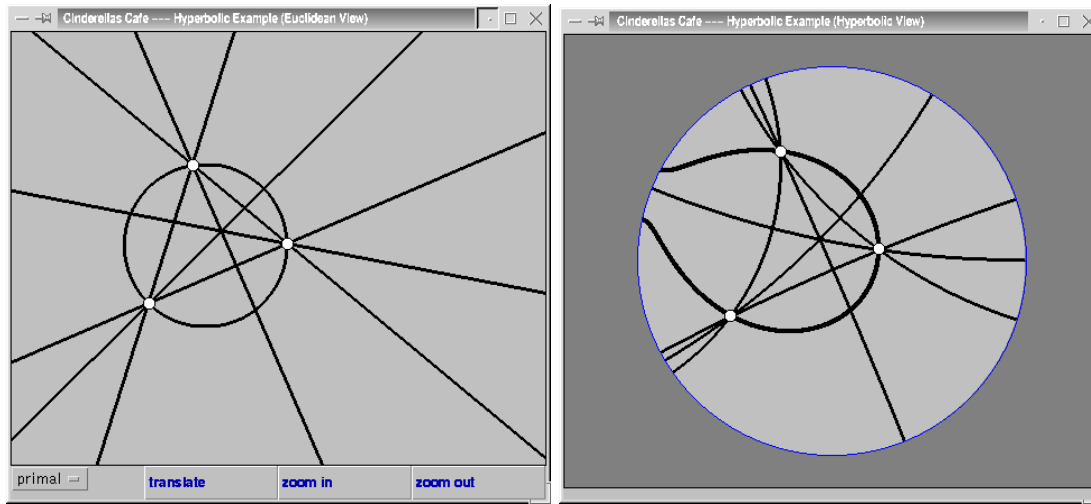 Cinderellas Cafe --- Hyperbolic Example (Euclidean View)
Cinderellas Cafe --- Hyperbolic Example (Hyperbolic View)
primal
translate
zoom in
zoom out